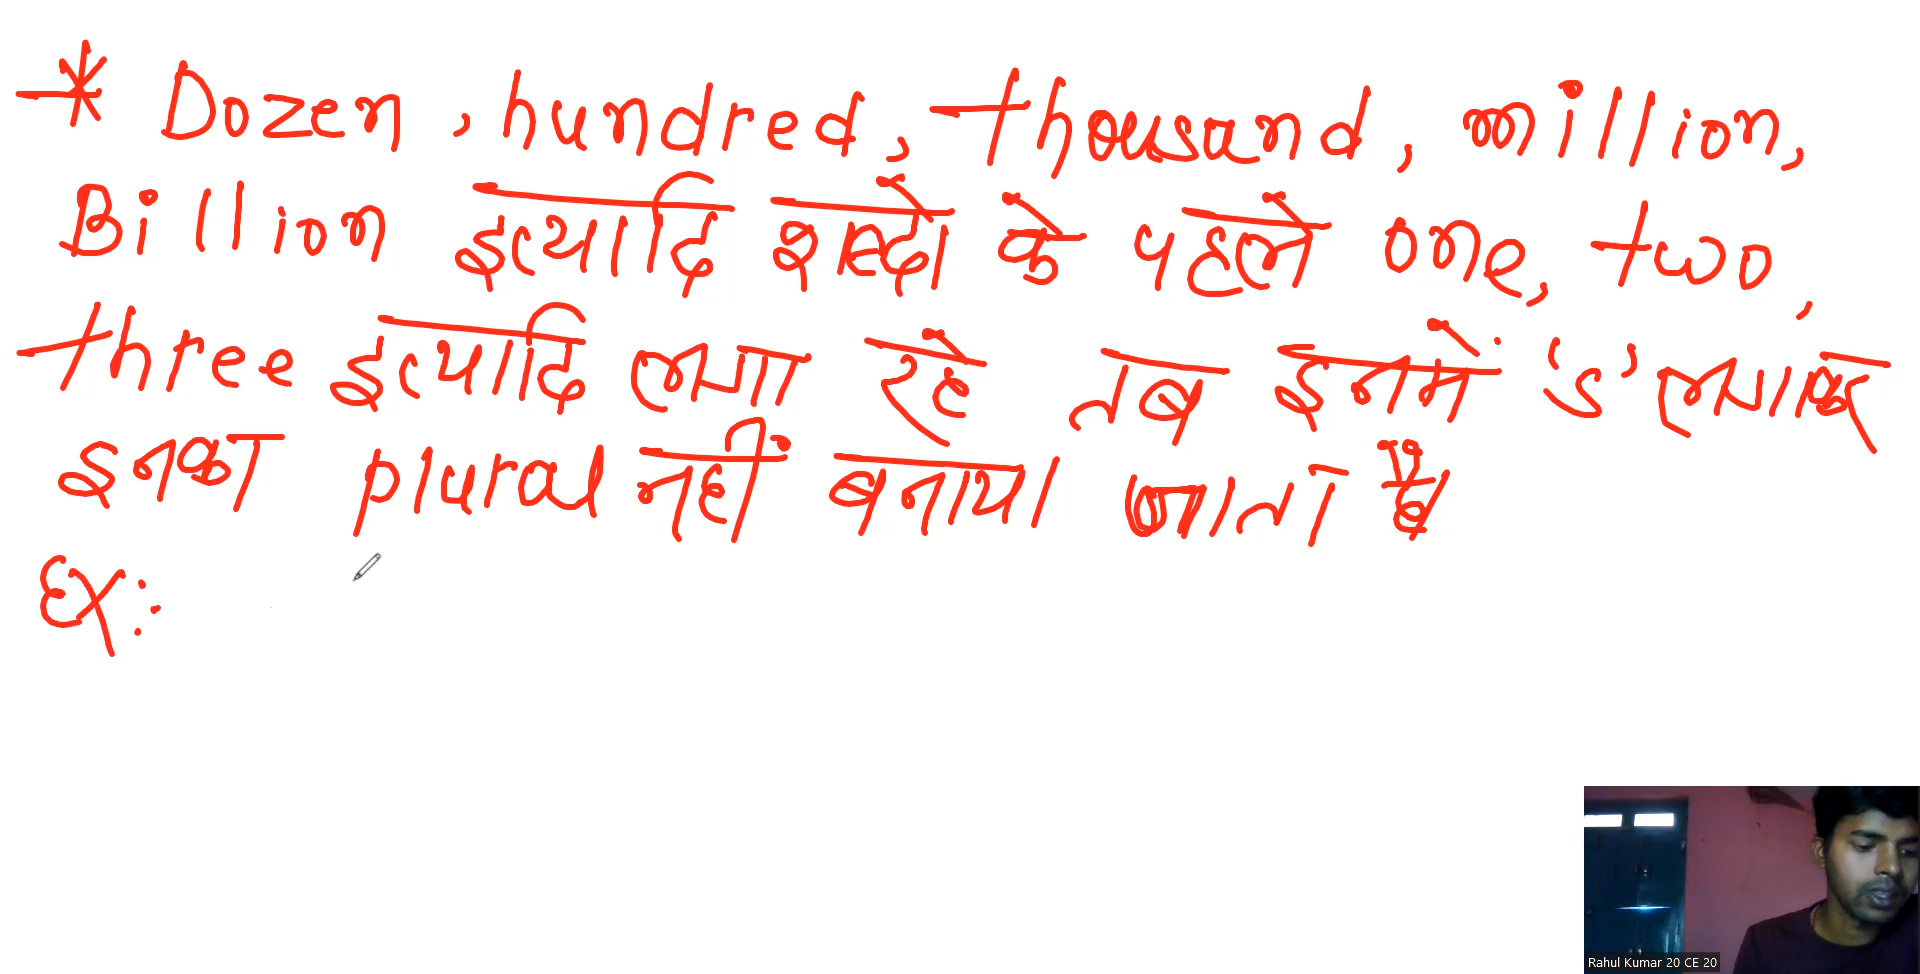 * Dozen, hundred, thousand, million,
Billion इत्यादि शब्दों के पहले one, two,
three इत्यादि लगा रहे तब इनमें 's' लगाकर
इनका plural नहीं बनाया जाता है
Ex:-
Rahul Kumar 20 CE 20